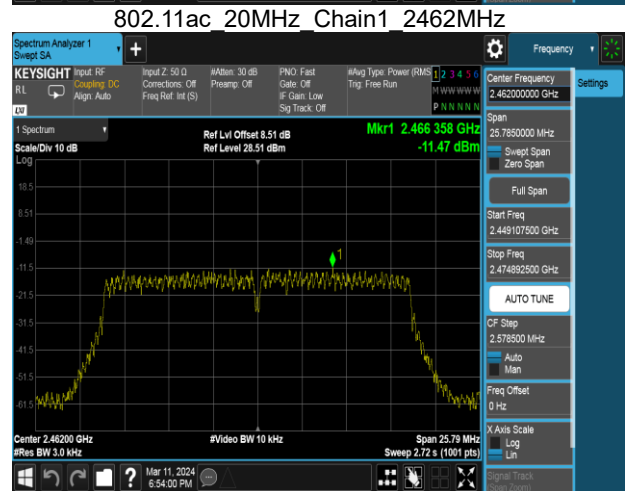 802.11ac_20MHz_Chain1_2462MHz
Spectrum Analyzer 1
Swept SA
Frequency
KEYSIGHT
RL
LXI
Input: RF
Coupling: DC
Align: Auto
Input Z: 50 Ω
Corrections: Off
Freq Ref: Int (S)
#Atten: 30 dB
Preamp: Off
PNO: Fast
Gate: Off
IF Gain: Low
Sig Track: Off
#Avg Type: Power (RMS
Trig: Free Run
1 2 3 4 5 6
M W W W W W
P N N N N N
Center Frequency
2.462000000 GHz
Settings
Span
25.7850000 MHz
Swept Span
Zero Span
Full Span
Start Freq
2.449107500 GHz
Stop Freq
2.474892500 GHz
AUTO TUNE
CF Step
2.578500 MHz
Auto
Man
Freq Offset
0 Hz
X Axis Scale
Log
Lin
Signal Track
(Span Zoom)
1 Spectrum
Scale/Div 10 dB
Log
Ref Lvl Offset 8.51 dB
Ref Level 28.51 dBm
Mkr1 2.466 358 GHz
-11.47 dBm
18.5
8.51
-1.49
1
-11.5
-21.5
-31.5
-41.5
-51.5
-61.5
Center 2.46200 GHz
#Res BW 3.0 kHz
#Video BW 10 kHz
Span 25.79 MHz
Sweep 2.72 s (1001 pts)
?
Mar 11, 2024
6:54:00 PM